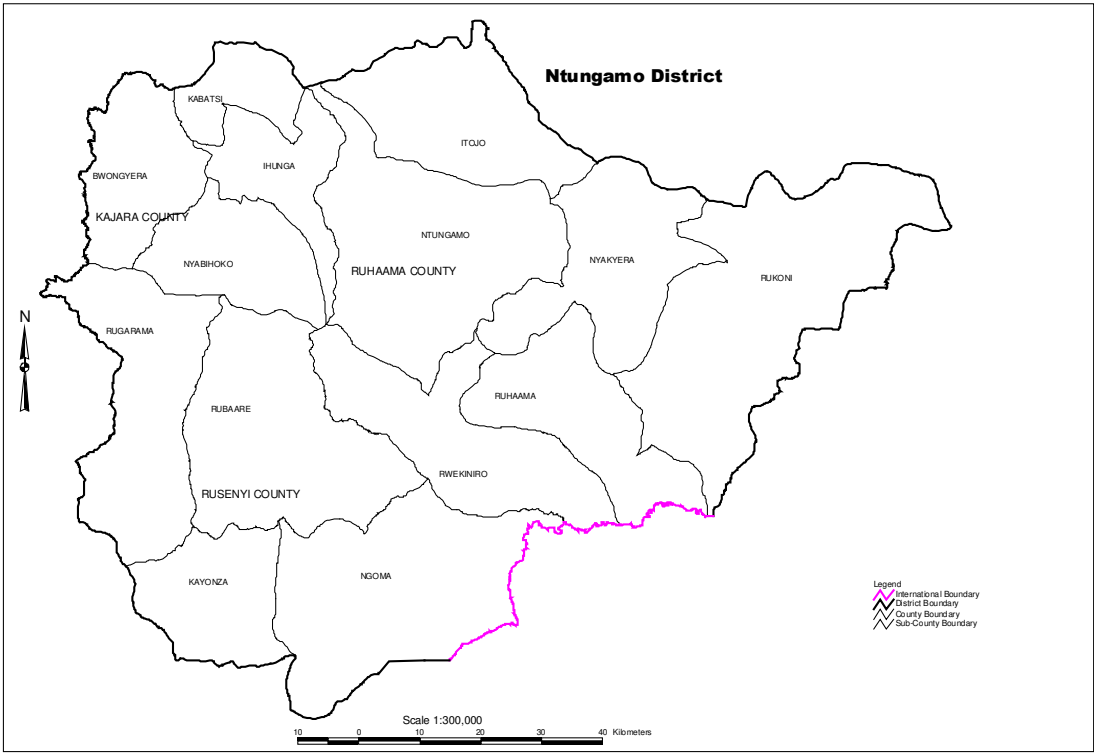 Ntungamo District
KABATSI
ITOJO
IHUNGA
BWONGYERA
KAJARA COUNTY
NTUNGAMO
NYABIHOKO
NYAKYERA
RUHAAMA COUNTY
RUKONI
N
RUGARAMA
RUHAAMA
RUBAARE
RWEKINIRO
RUSENYI COUNTY
NGOMA
KAYONZA
Legend
International Boundary
District Boundary
County Boundary
Sub-County Boundary
Scale 1:300,000
10 0 10 20 30 40 Kilometers